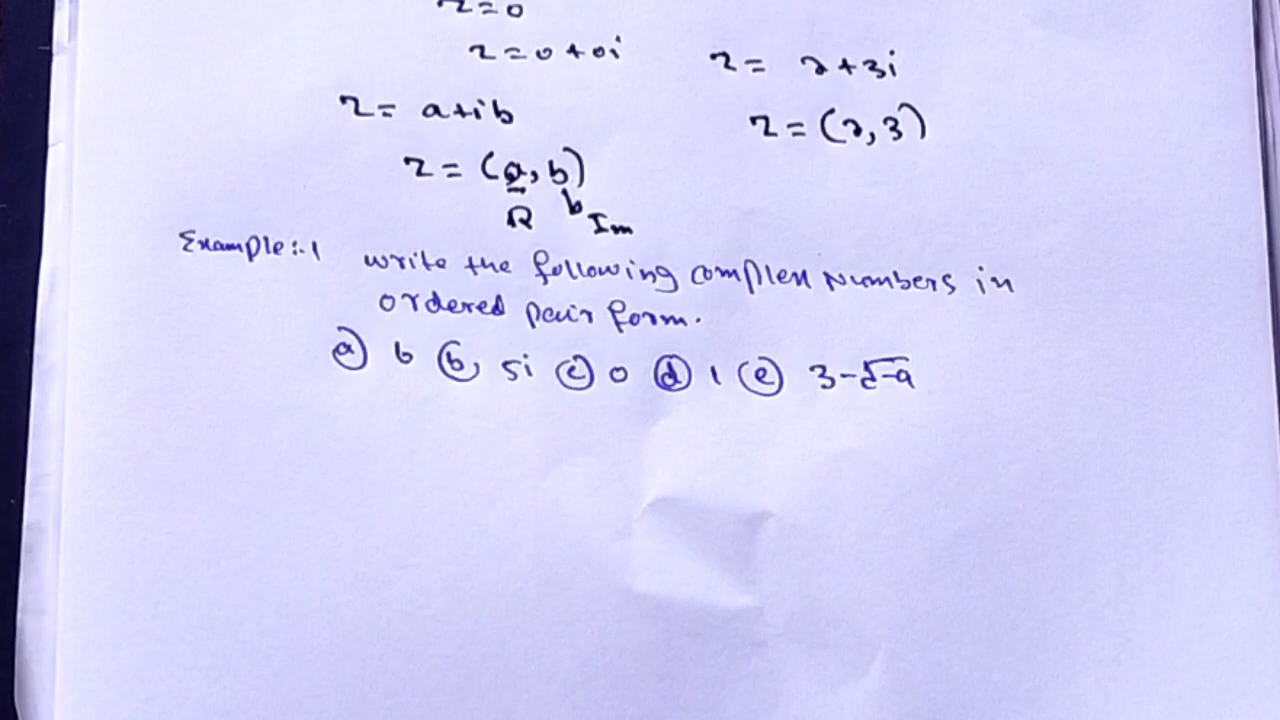 z=0
z=0+0i
z= 2+3i
z= a+ib
z=(2,3)
z=(a,b)
R b Im
Example:-1 write the following complex Numbers in
ordered pair form.
(a) 6 (b) 5i (c) 0 (d) 1 (e) 3-√-9